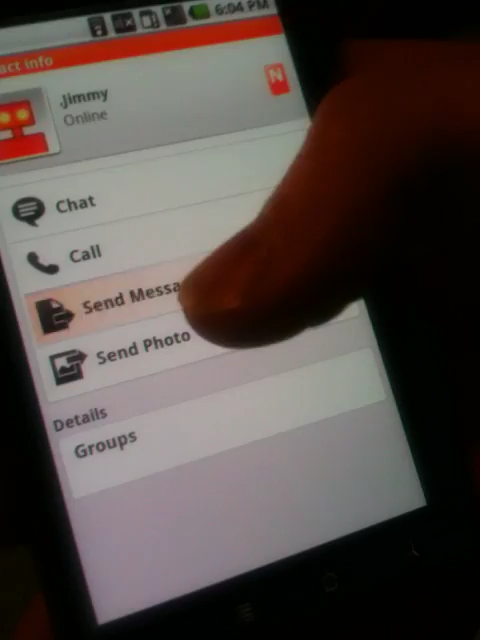 6:04 PM
act info
.Jimmy
Online
N
Chat
Call
Send Messa
Send Photo
Details
Groups